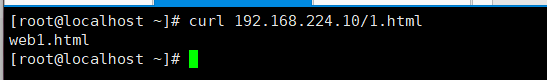 [root@localhost ~]# curl 192.168.224.10/1.html
web1.html
[root@localhost ~]#